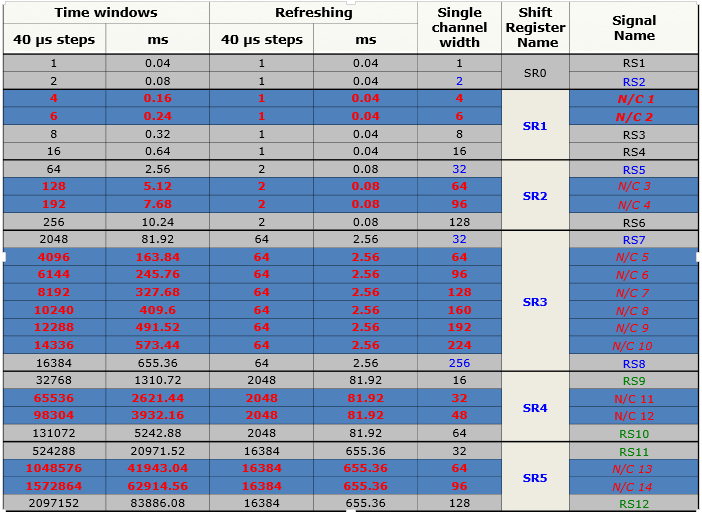 Time windows Refreshing Single channel width Shift Register Name Signal Name
40 µs steps ms 40 µs steps ms
1 0.04 1 0.04 1 SR0 RS1
2 0.08 1 0.04 2 RS2
4 0.16 1 0.04 4 SR1 N/C 1
6 0.24 1 0.04 6 N/C 2
8 0.32 1 0.04 8 RS3
16 0.64 1 0.04 16 RS4
64 2.56 2 0.08 32 SR2 RS5
128 5.12 2 0.08 64 N/C 3
192 7.68 2 0.08 96 N/C 4
256 10.24 2 0.08 128 RS6
2048 81.92 64 2.56 32 SR3 RS7
4096 163.84 64 2.56 64 N/C 5
6144 245.76 64 2.56 96 N/C 6
8192 327.68 64 2.56 128 N/C 7
10240 409.6 64 2.56 160 N/C 8
12288 491.52 64 2.56 192 N/C 9
14336 573.44 64 2.56 224 N/C 10
16384 655.36 64 2.56 256 RS8
32768 1310.72 2048 81.92 16 SR4 RS9
65536 2621.44 2048 81.92 32 N/C 11
98304 3932.16 2048 81.92 48 N/C 12
131072 5242.88 2048 81.92 64 RS10
524288 20971.52 16384 655.36 32 SR5 RS11
1048576 41943.04 16384 655.36 64 N/C 13
1572864 62914.56 16384 655.36 96 N/C 14
2097152 83886.08 16384 655.36 128 RS12